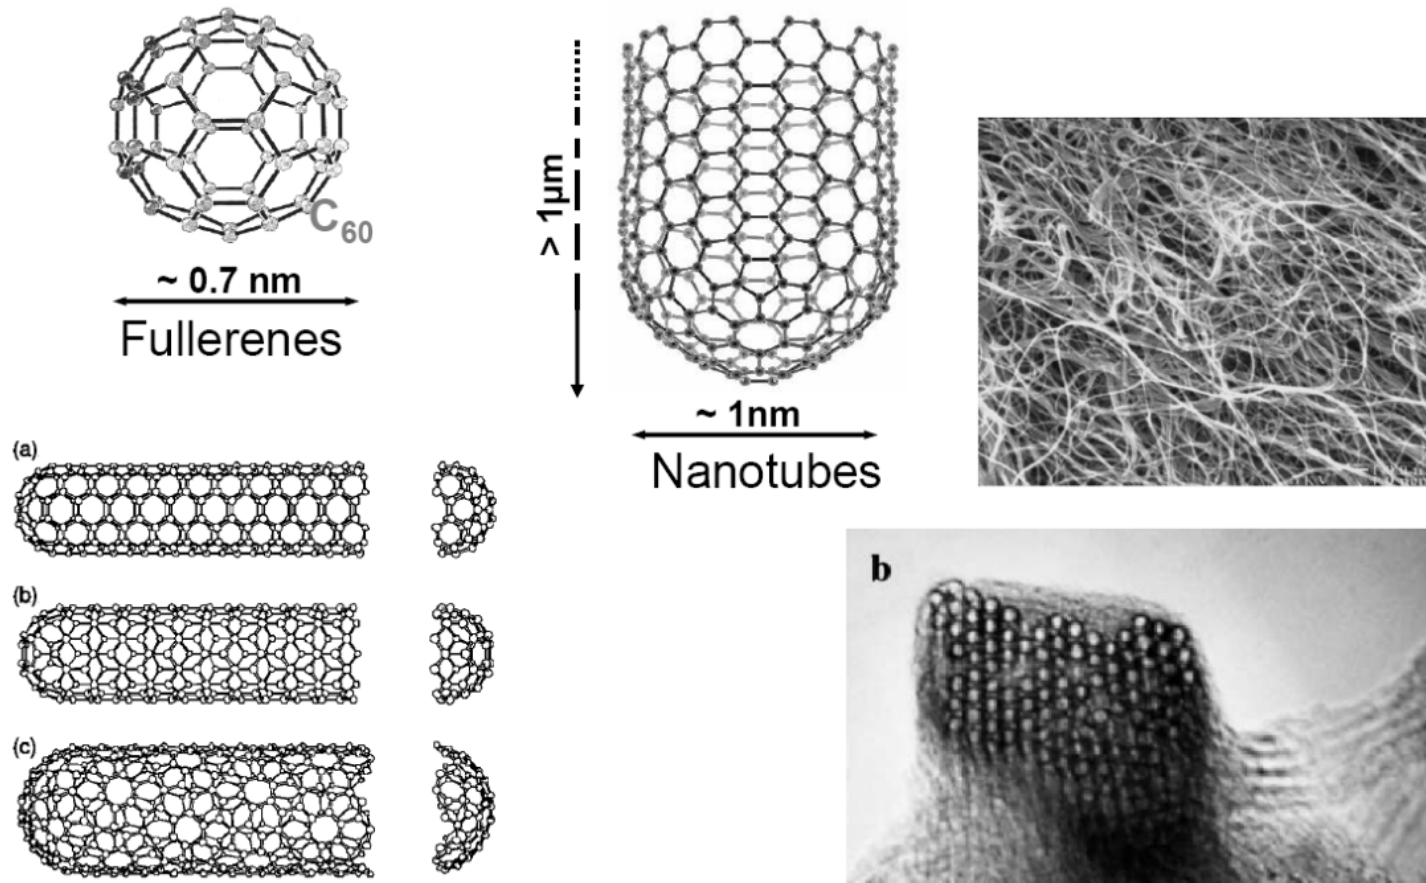 C60
~ 0.7 nm
Fullerenes
> 1μm
~ 1nm
Nanotubes
(a)
(b)
(c)
b